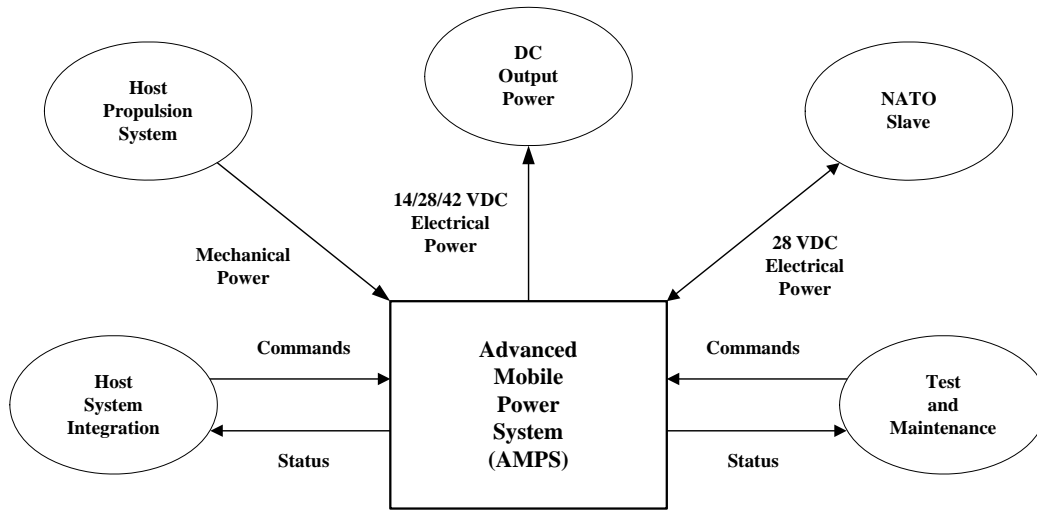 Host
Propulsion
System
DC
Output
Power
NATO
Slave
14/28/42 VDC
Electrical
Power
Mechanical
Power
28 VDC
Electrical
Power
Commands
Commands
Host
System
Integration
Advanced
Mobile
Power
System
(AMPS)
Test
and
Maintenance
Status
Status